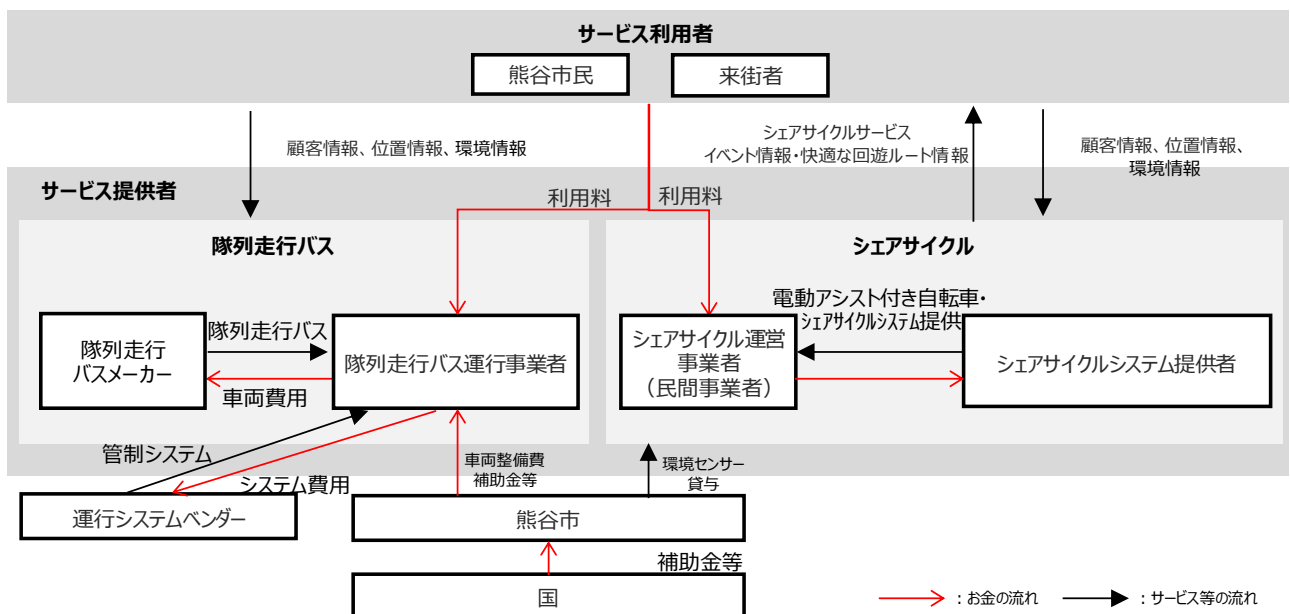 サービス利用者
熊谷市民
来街者
顧客情報、位置情報、環境情報
シェアサイクルサービス
イベント情報・快適な回遊ルート情報
顧客情報、位置情報、
環境情報
サービス提供者
利用料
利用料
隊列走行バス
シェアサイクル
隊列走行
バスメーカー
隊列走行バス
車両費用
隊列走行バス運行事業者
シェアサイクル運営
事業者
（民間事業者）
電動アシスト付き自転車・
シェアサイクルシステム提供
シェアサイクルシステム提供者
管制システム
システム費用
車両整備費
補助金等
環境センサー
貸与
運行システムベンダー
熊谷市
補助金等
国
：お金の流れ
：サービス等の流れ